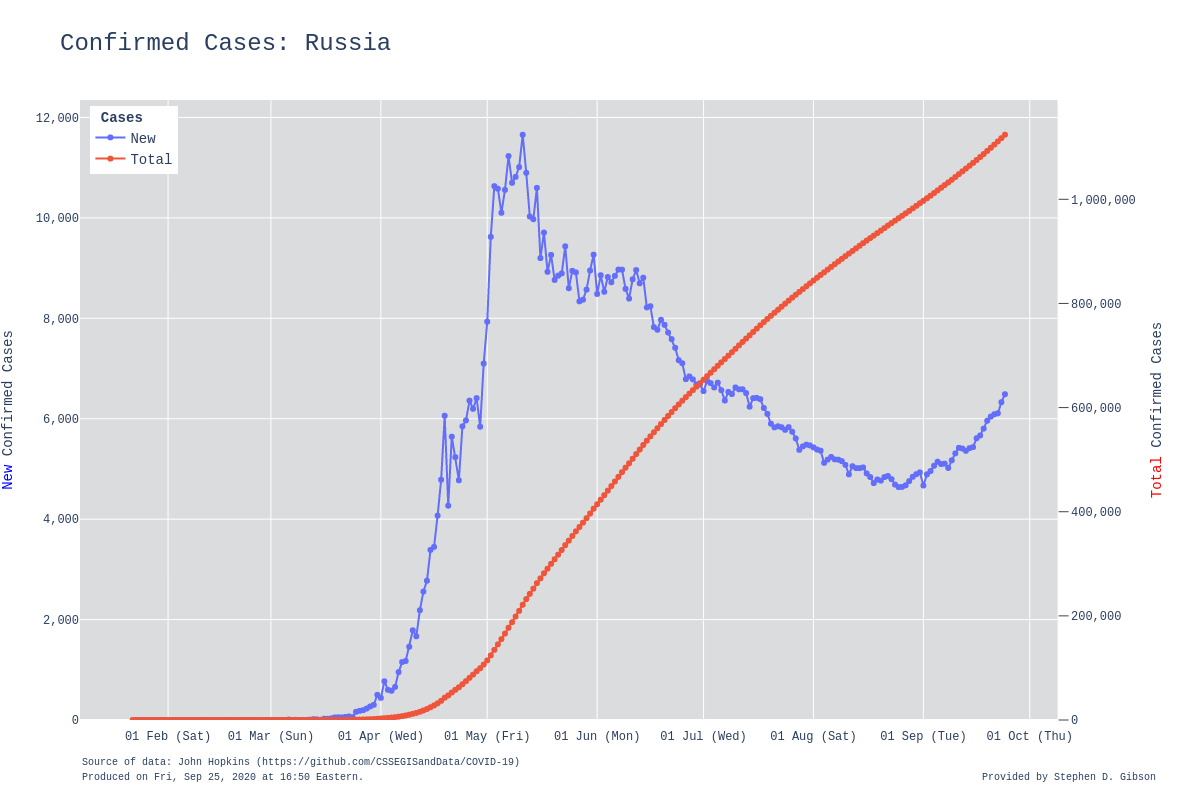 Confirmed Cases: Russia
Cases
New
Total
12,000
10,000
8,000
6,000
4,000
2,000
0
New Confirmed Cases
1,000,000
800,000
600,000
400,000
200,000
0
Total Confirmed Cases
01 Feb (Sat) 01 Mar (Sun) 01 Apr (Wed) 01 May (Fri) 01 Jun (Mon) 01 Jul (Wed) 01 Aug (Sat) 01 Sep (Tue) 01 Oct (Thu)
Source of data: John Hopkins (https://github.com/CSSEGISandData/COVID-19)
Produced on Fri, Sep 25, 2020 at 16:50 Eastern.
Provided by Stephen D. Gibson